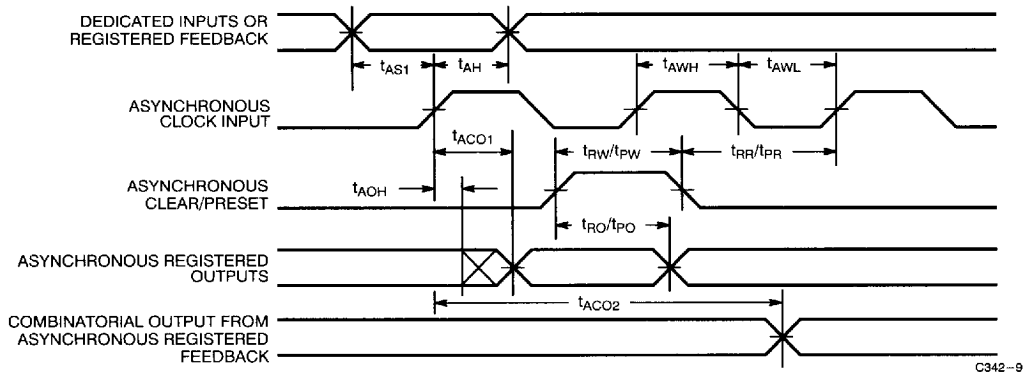 DEDICATED INPUTS OR
REGISTERED FEEDBACK
tAS1
tAH
tAWH
tAWL
ASYNCHRONOUS
CLOCK INPUT
tACO1
tRW/tPW
tRR/tPR
tAOH
ASYNCHRONOUS
CLEAR/PRESET
tRO/tPO
ASYNCHRONOUS REGISTERED
OUTPUTS
tACO2
COMBINATORIAL OUTPUT FROM
ASYNCHRONOUS REGISTERED
FEEDBACK
C342–9